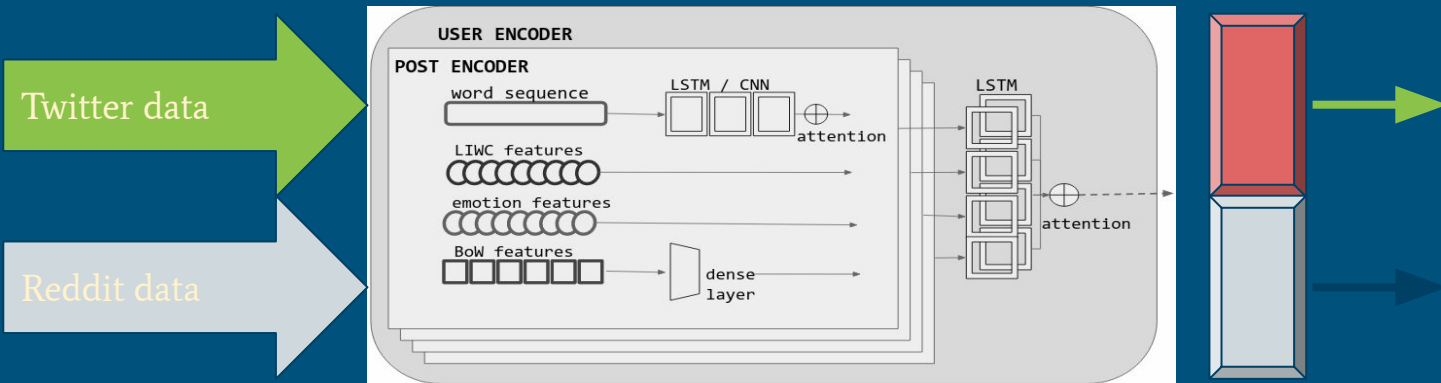 Twitter data
Reddit data
USER ENCODER
POST ENCODER
word sequence
LSTM / CNN
attention
LIWC features
emotion features
BoW features
dense
layer
LSTM
attention